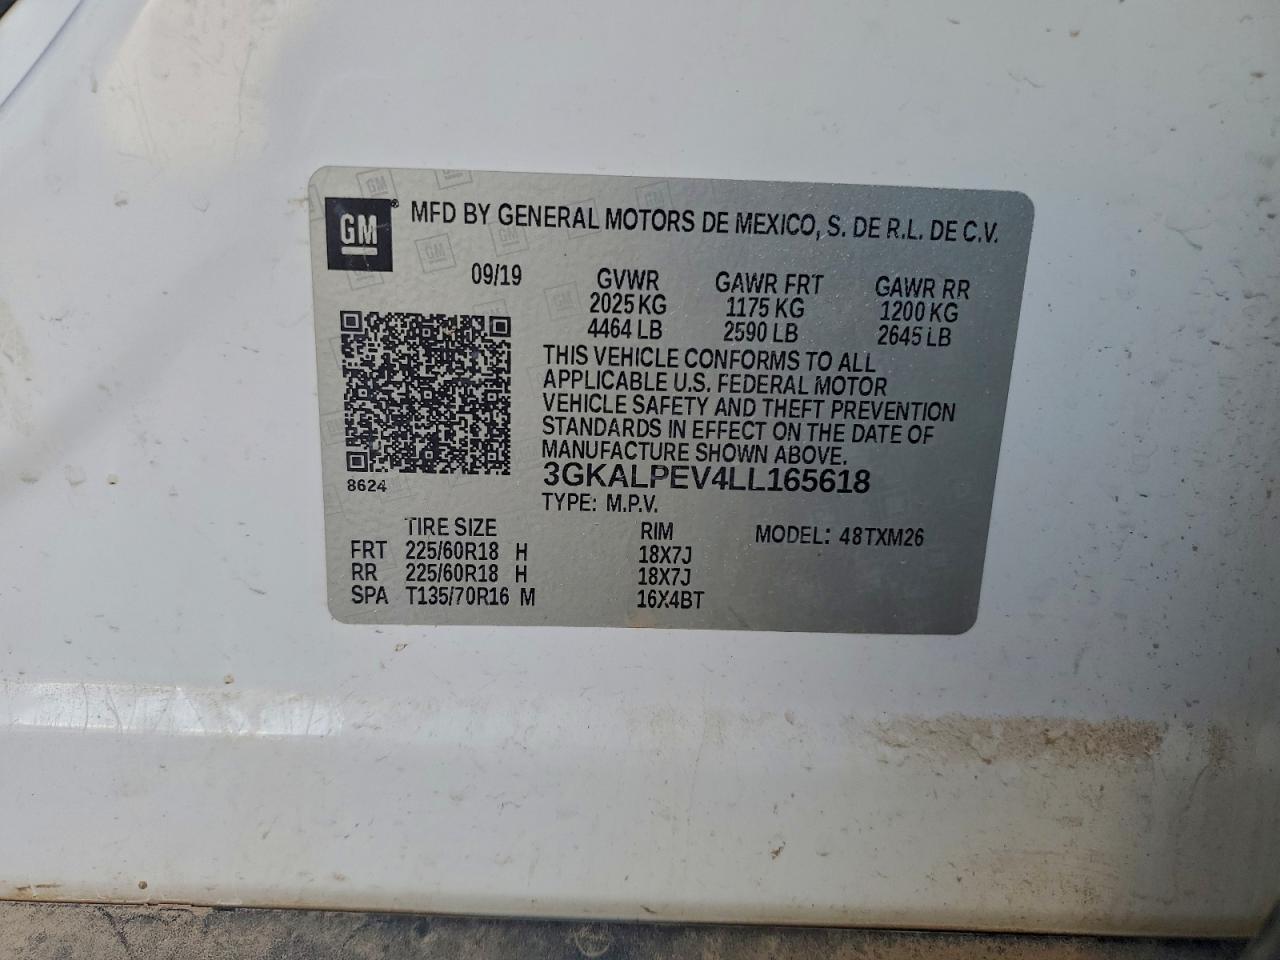 GM® MFD BY GENERAL MOTORS DE MEXICO, S. DE R.L. DE C.V.
09/19 GVWR GAWR FRT GAWR RR
2025 KG 1175 KG 1200 KG
4464 LB 2590 LB 2645 LB
THIS VEHICLE CONFORMS TO ALL
APPLICABLE U.S. FEDERAL MOTOR
VEHICLE SAFETY AND THEFT PREVENTION
STANDARDS IN EFFECT ON THE DATE OF
MANUFACTURE SHOWN ABOVE.
3GKALPEV4LL165618
8624
TYPE: M.P.V.
TIRE SIZE RIM MODEL: 48TXM26
FRT 225/60R18 H 18X7J
RR 225/60R18 H 18X7J
SPA T135/70R16 M 16X4BT